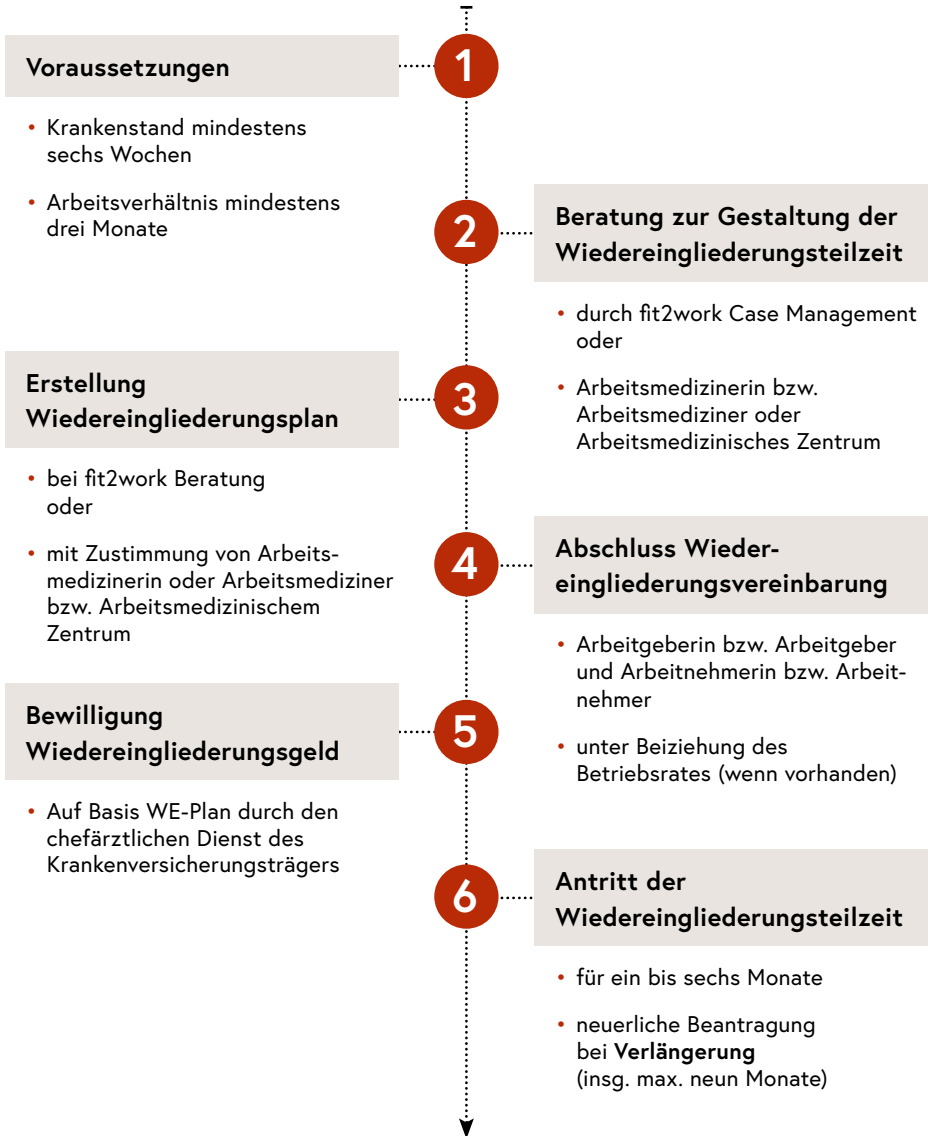 1
Voraussetzungen
• Krankenstand mindestens
sechs Wochen
• Arbeitsverhältnis mindestens
drei Monate
2
Beratung zur Gestaltung der
Wiedereingliederungsteilzeit
• durch fit2work Case Management
oder
• Arbeitsmedizinerin bzw.
Arbeitsmediziner oder
Arbeitsmedizinisches Zentrum
3
Erstellung
Wiedereingliederungsplan
• bei fit2work Beratung
oder
• mit Zustimmung von Arbeits-
medizinerin oder Arbeitsmediziner
bzw. Arbeitsmedizinischem
Zentrum
4
Abschluss Wieder-
eingliederungsvereinbarung
• Arbeitgeberin bzw. Arbeitgeber
und Arbeitnehmerin bzw. Arbeit-
nehmer
• unter Beiziehung des
Betriebsrates (wenn vorhanden)
5
Bewilligung
Wiedereingliederungsgeld
• Auf Basis WE-Plan durch den
chefärztlichen Dienst des
Krankenversicherungsträgers
6
Antritt der
Wiedereingliederungsteilzeit
• für ein bis sechs Monate
• neuerliche Beantragung
bei Verlängerung
(insg. max. neun Monate)